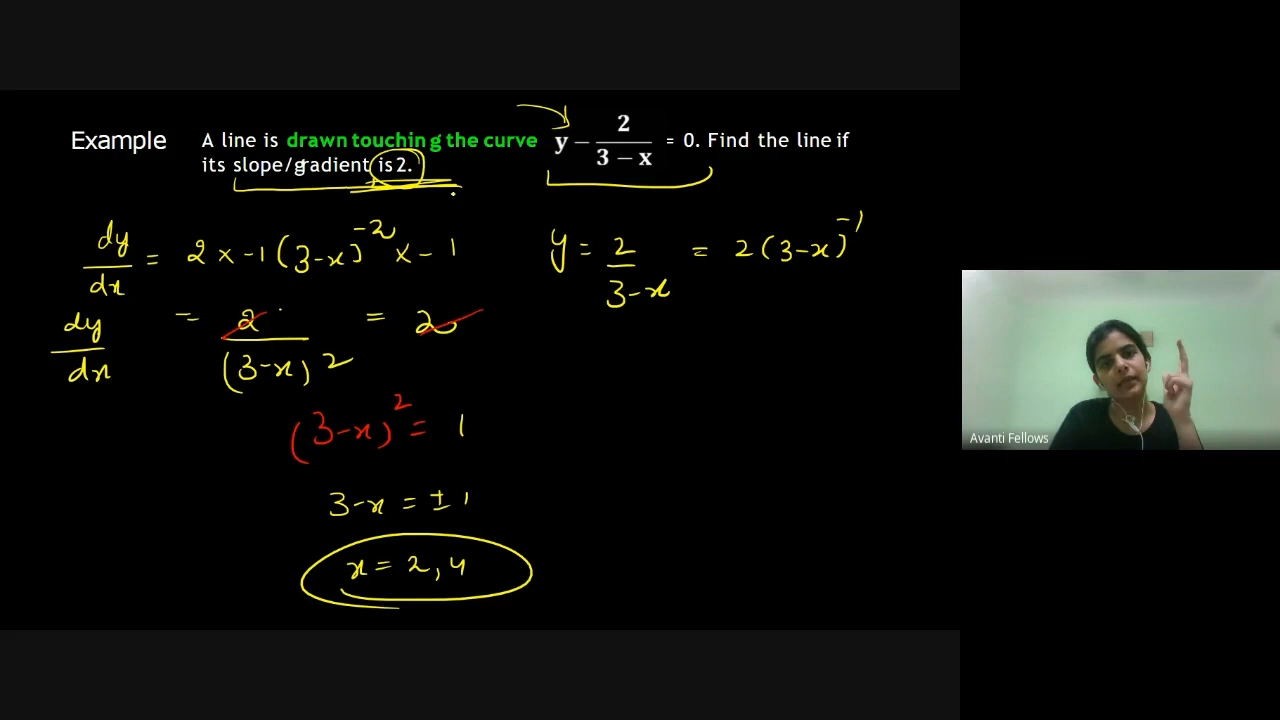 Example
A line is drawn touching the curve y − 2/(3 − x) = 0. Find the line if
its slope/gradient is 2.
dy/dx = 2 × -1 (3-x)^-2 × -1
y = 2/(3-x) = 2(3-x)^-1
dy/dx = 2/(3-x)^2 = 2
(3-x)^2 = 1
3-x = ±1
x = 2, 4
Avanti Fellows